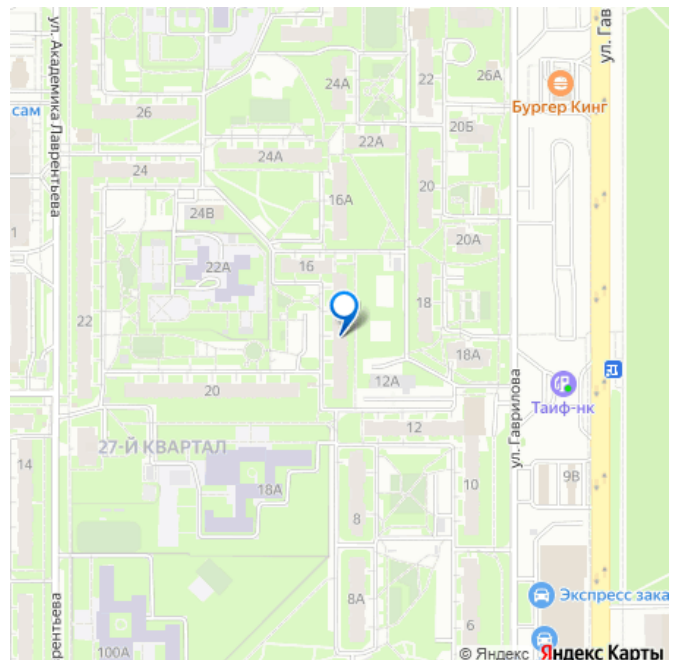 ул. Академика Лаврентьева
ул. Гав
24А
22
26А
Бургер Кинг
26
сам
20Б
22А
24А
24
20
16А
24В
1
20А
22А
16
18
22
18А
12А
20
Таиф-нк
ул. Гаврилова
12
27-Й КВАРТАЛ
14
9В
18А
10
8
Экспресс зака
8А
6
рентьева
100А
© Яндекс Яндекс Карты